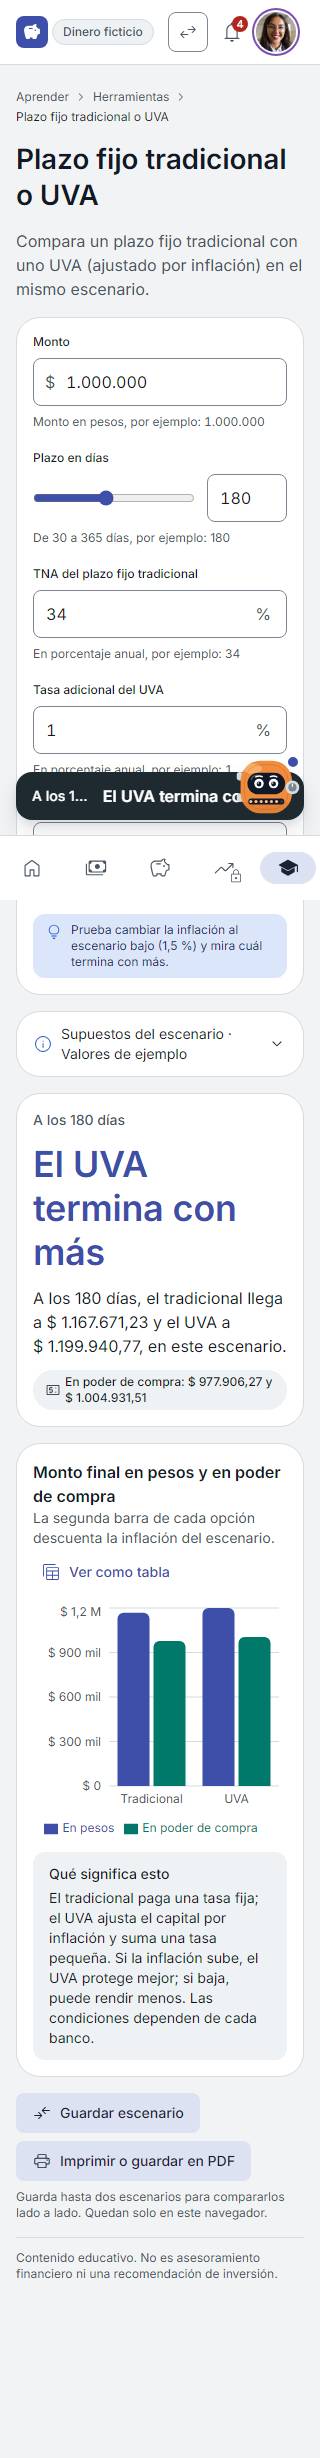 Dinero ficticio
4
Aprender > Herramientas >
Plazo fijo tradicional o UVA
Plazo fijo tradicional
o UVA
Compara un plazo fijo tradicional con
uno UVA (ajustado por inflación) en el
mismo escenario.
Monto
$ 1.000.000
Monto en pesos, por ejemplo: 1.000.000
Plazo en días
180
De 30 a 365 días, por ejemplo: 180
TNA del plazo fijo tradicional
34 %
En porcentaje anual, por ejemplo: 34
Tasa adicional del UVA
1 %
En porcentaje anual, por ejemplo: 1
A los 1... El UVA termina co
Prueba cambiar la inflación al
escenario bajo (1,5 %) y mira cuál
termina con más.
Supuestos del escenario ·
Valores de ejemplo
A los 180 días
El UVA
termina con
más
A los 180 días, el tradicional llega
a $ 1.167.671,23 y el UVA a
$ 1.199.940,77, en este escenario.
En poder de compra: $ 977.906,27 y
$ 1.004.931,51
Monto final en pesos y en poder
de compra
La segunda barra de cada opción
descuenta la inflación del escenario.
Ver como tabla
$ 1,2 M
$ 900 mil
$ 600 mil
$ 300 mil
$ 0
Tradicional UVA
En pesos En poder de compra
Qué significa esto
El tradicional paga una tasa fija;
el UVA ajusta el capital por
inflación y suma una tasa
pequeña. Si la inflación sube, el
UVA protege mejor; si baja,
puede rendir menos. Las
condiciones dependen de cada
banco.
Guardar escenario
Imprimir o guardar en PDF
Guarda hasta dos escenarios para compararlos
lado a lado. Quedan solo en este navegador.
Contenido educativo. No es asesoramiento
financiero ni una recomendación de inversión.